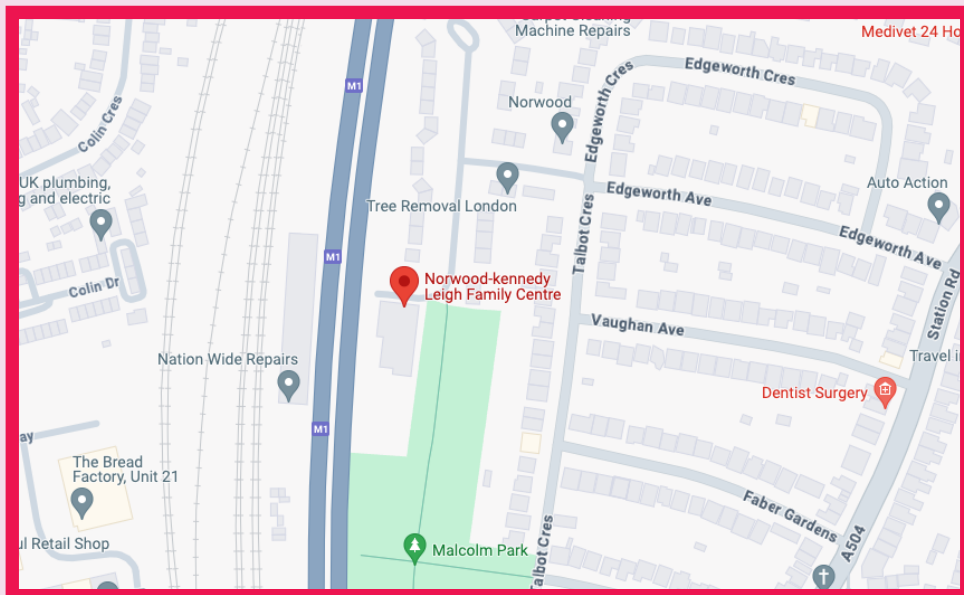 Carpet Cleaning
Machine Repairs
Medivet 24 Ho
M1
Edgeworth Cres
Edgeworth Cres
Colin Cres
Norwood
UK plumbing,
g and electric
Tree Removal London
Edgeworth Ave
Auto Action
Talbot Cres
Edgeworth Ave
M1
Colin Dr
Norwood-kennedy
Leigh Family Centre
Station Rd
Vaughan Ave
Nation Wide Repairs
Travel i
Dentist Surgery
M1
ay
The Bread
Factory, Unit 21
Faber Gardens
ul Retail Shop
Malcolm Park
Talbot Cres
A504